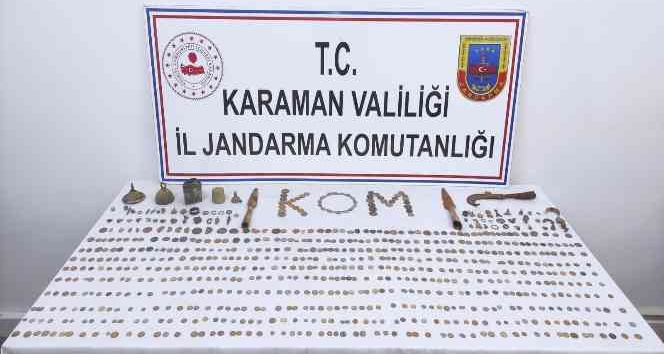 T.C.
KARAMAN VALİLİĞİ
İL JANDARMA KOMUTANLIĞI
KOM